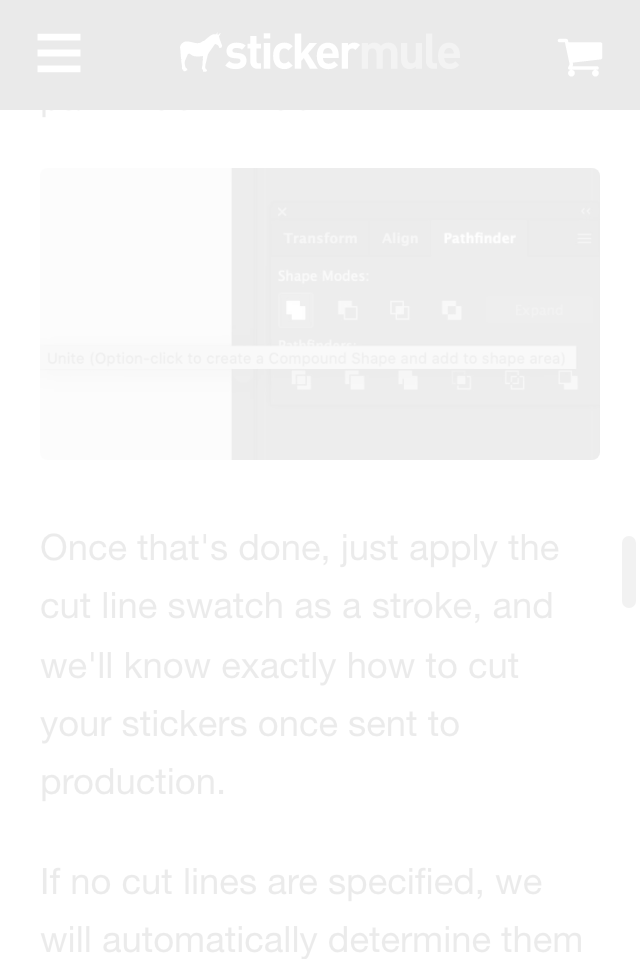 stickermule
Transform Align Pathfinder
Shape Modes:
Expand
Pathfinders:
Unite (Option-click to create a Compound Shape and add to shape area)
Once that's done, just apply the
cut line swatch as a stroke, and
we'll know exactly how to cut
your stickers once sent to
production.
If no cut lines are specified, we
will automatically determine them